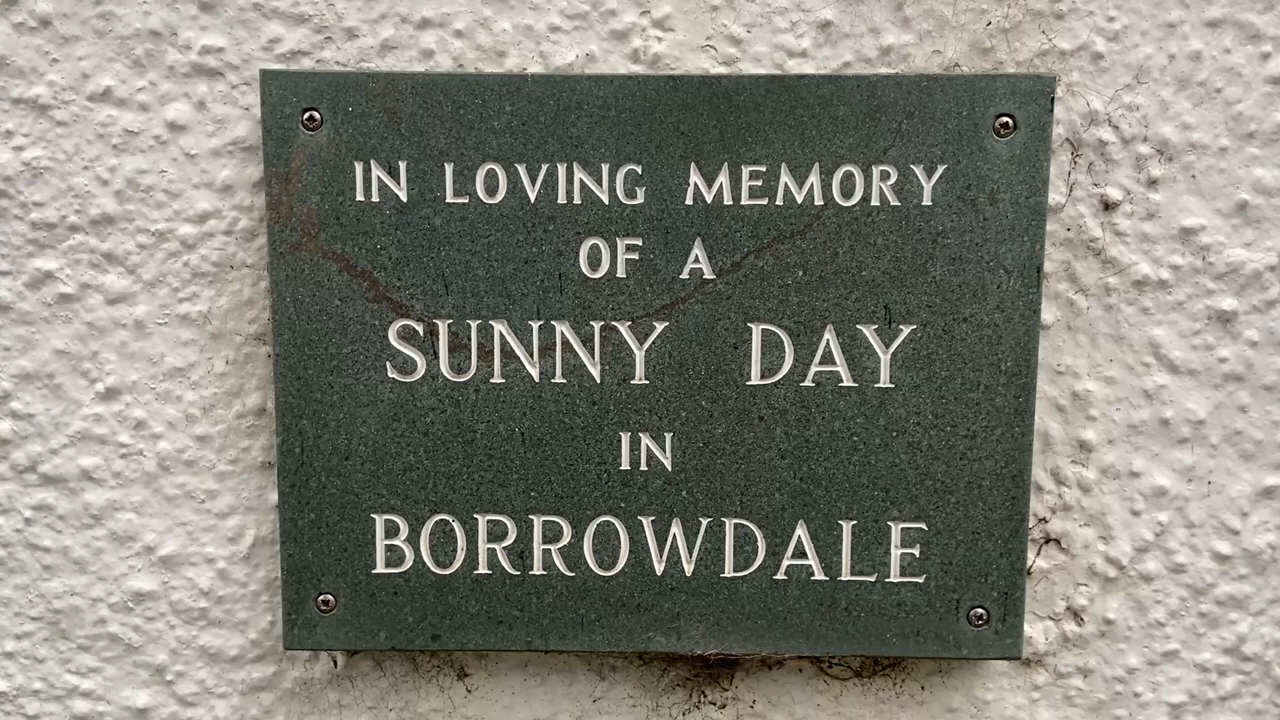 IN LOVING MEMORY
OF A
SUNNY DAY
IN
BORROWDALE